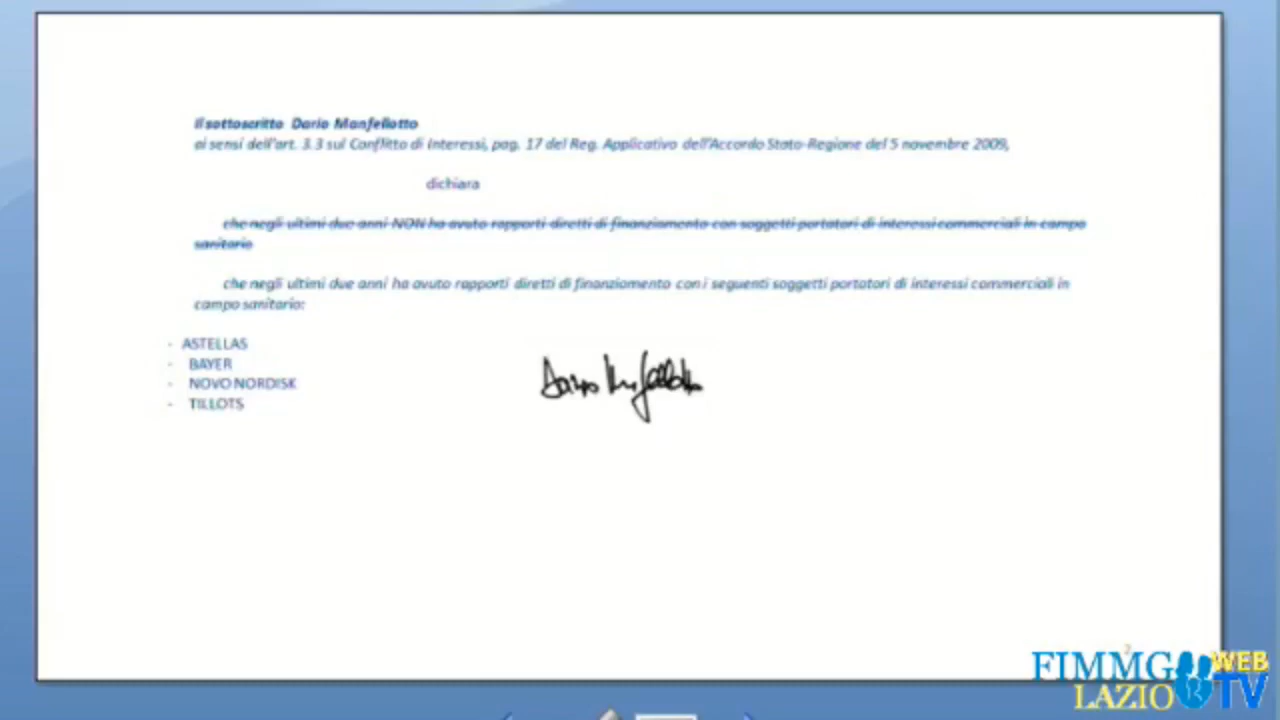 Il sottoscritto Dario Manfellotto
ai sensi dell'art. 3.3 sul Conflitto di Interessi, pag. 17 del Reg. Applicativo dell'Accordo Stato-Regione del 5 novembre 2009,
dichiara
che negli ultimi due anni NON ha avuto rapporti diretti di finanziamento con soggetti portatori di interessi commerciali in campo
sanitario
che negli ultimi due anni ha avuto rapporti diretti di finanziamento con i seguenti soggetti portatori di interessi commerciali in
campo sanitario:
- ASTELLAS
- BAYER
- NOVO NORDISK
- TILLOTS
Dario Manfellotto
2
FIMMG WEB
LAZIO TV